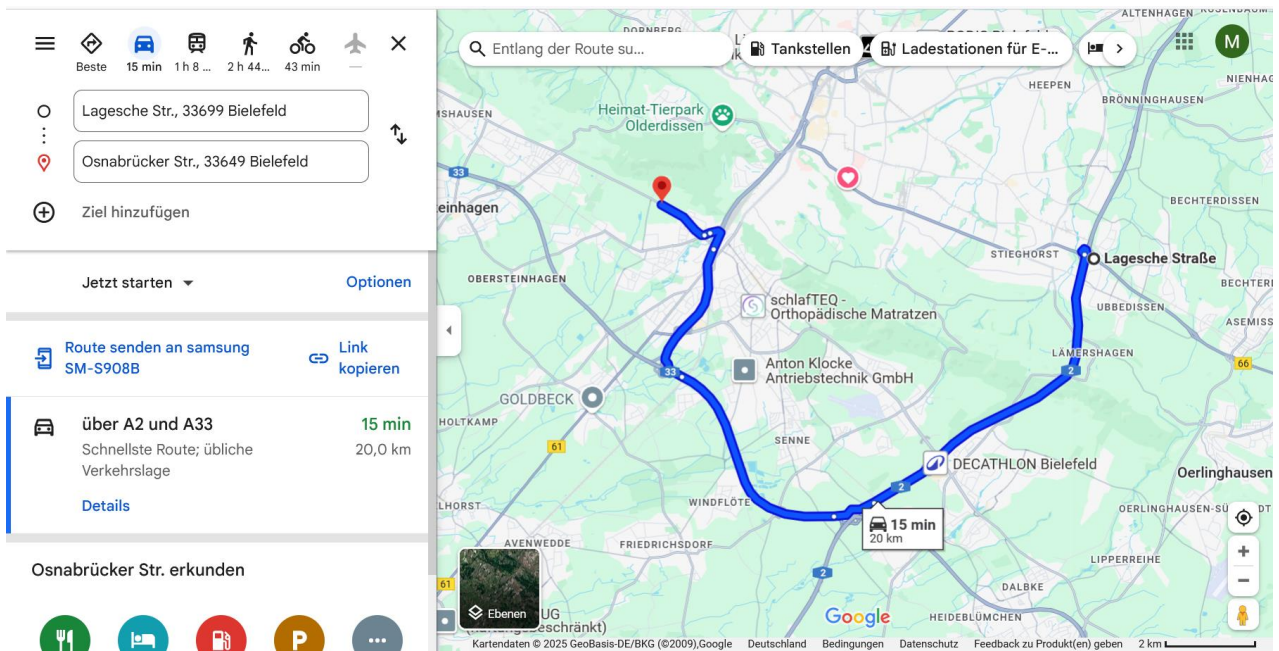 Beste
15 min
1 h 8 ...
2 h 44...
43 min
—
Lagesche Str., 33699 Bielefeld
Osnabrücker Str., 33649 Bielefeld
Ziel hinzufügen
Jetzt starten
Optionen
Route senden an samsung
SM-S908B
Link
kopieren
über A2 und A33
15 min
Schnellste Route; übliche
Verkehrslage
20,0 km
Details
Osnabrücker Str. erkunden
P
Entlang der Route su...
Tankstellen
Ladestationen für E-...
M
ALTENHAGEN
DORNBERG
HEEPEN
NIENHAG
BRÖNNINGHAUSEN
Heimat-Tierpark
Olderdissen
33
einhagen
BECHTERDISSEN
STIEGHORST
Lagesche Straße
OBERSTEINHAGEN
BECHTER
schlafTEQ -
Orthopädische Matratzen
UBBEDISSEN
ASEMISS
LÄMERSHAGEN
66
Anton Klocke
Antriebstechnik GmbH
33
2
GOLDBECK
HOLTKAMP
61
SENNE
DECATHLON Bielefeld
Oerlinghausen
2
WINDFLÖTE
OERLINGHAUSEN-SÜ
15 min
20 km
AVENWEDDE
FRIEDRICHSDORF
LIPPERREIHE
61
2
DALBKE
Ebenen
Google
HEIDEBLÜMCHEN
Kartendaten © 2025 GeoBasis-DE/BKG (©2009),Google
Deutschland
Bedingungen
Datenschutz
Feedback zu Produkt(en) geben
2 km